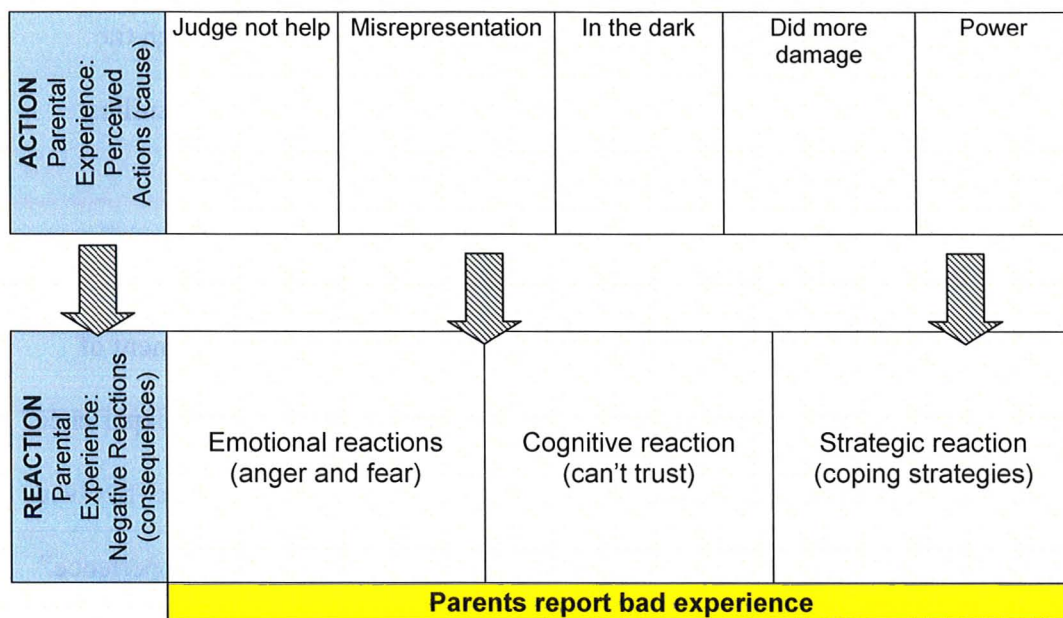 ACTION
Parental
Experience:
Perceived
Actions (cause)
Judge not help
Misrepresentation
In the dark
Did more
damage
Power
REACTION
Parental
Experience:
Negative Reactions
(consequences)
Emotional reactions
(anger and fear)
Cognitive reaction
(can't trust)
Strategic reaction
(coping strategies)
Parents report bad experience